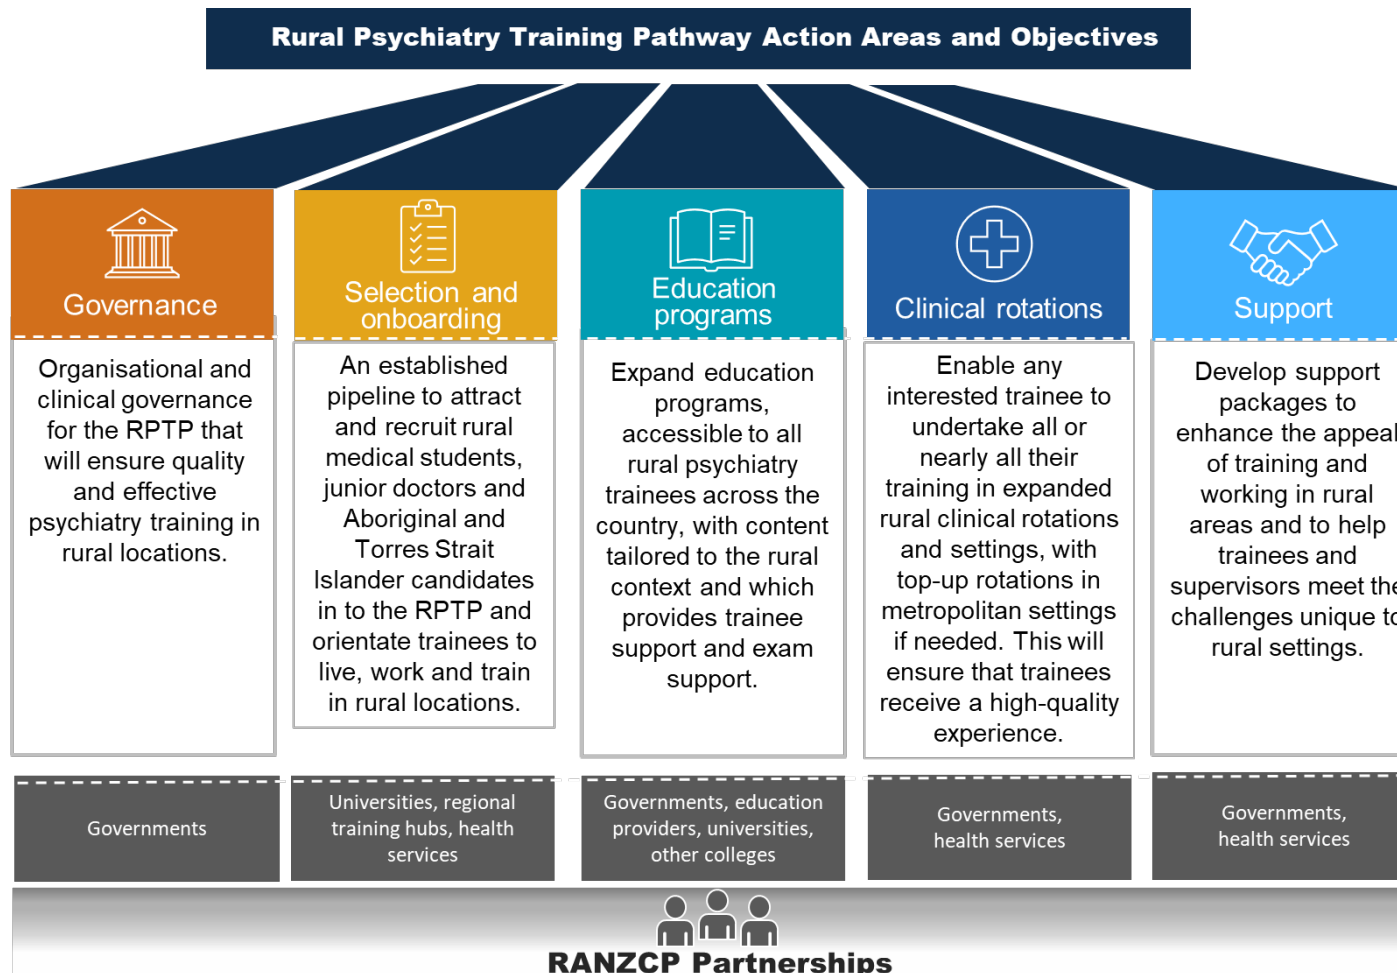 Rural Psychiatry Training Pathway Action Areas and Objectives
Governance
Organisational and
clinical governance
for the RPTP that
will ensure quality
and effective
psychiatry training in
rural locations.
Governments
Selection and
onboarding
An established
pipeline to attract
and recruit rural
medical students,
junior doctors and
Aboriginal and
Torres Strait
Islander candidates
in to the RPTP and
orientate trainees to
live, work and train
in rural locations.
Universities, regional
training hubs, health
services
Education
programs
Expand education
programs,
accessible to all
rural psychiatry
trainees across the
country, with content
tailored to the rural
context and which
provides trainee
support and exam
support.
Governments, education
providers, universities,
other colleges
Clinical rotations
Enable any
interested trainee to
undertake all or
nearly all their
training in expanded
rural clinical rotations
and settings, with
top-up rotations in
metropolitan settings
if needed. This will
ensure that trainees
receive a high-quality
experience.
Governments,
health services
Support
Develop support
packages to
enhance the appeal
of training and
working in rural
areas and to help
trainees and
supervisors meet the
challenges unique to
rural settings.
Governments,
health services
RANZCP Partnerships